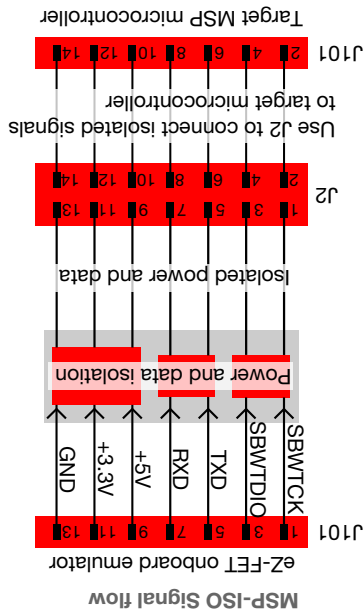 MSP-ISO Signal flow
eZ-FET onboard emulator
J101
1 3 5 7 9 11 13
SBWTCK
SBWTDIO
TXD
RXD
+5V
+3.3V
GND
Power and data isolation
Isolated power and data
J2
1 3 5 7 9 11 13
2 4 6 8 10 12 14
Use J2 to connect isolated signals
to target microcontroller
J101
2 4 6 8 10 12 14
Target MSP microcontroller